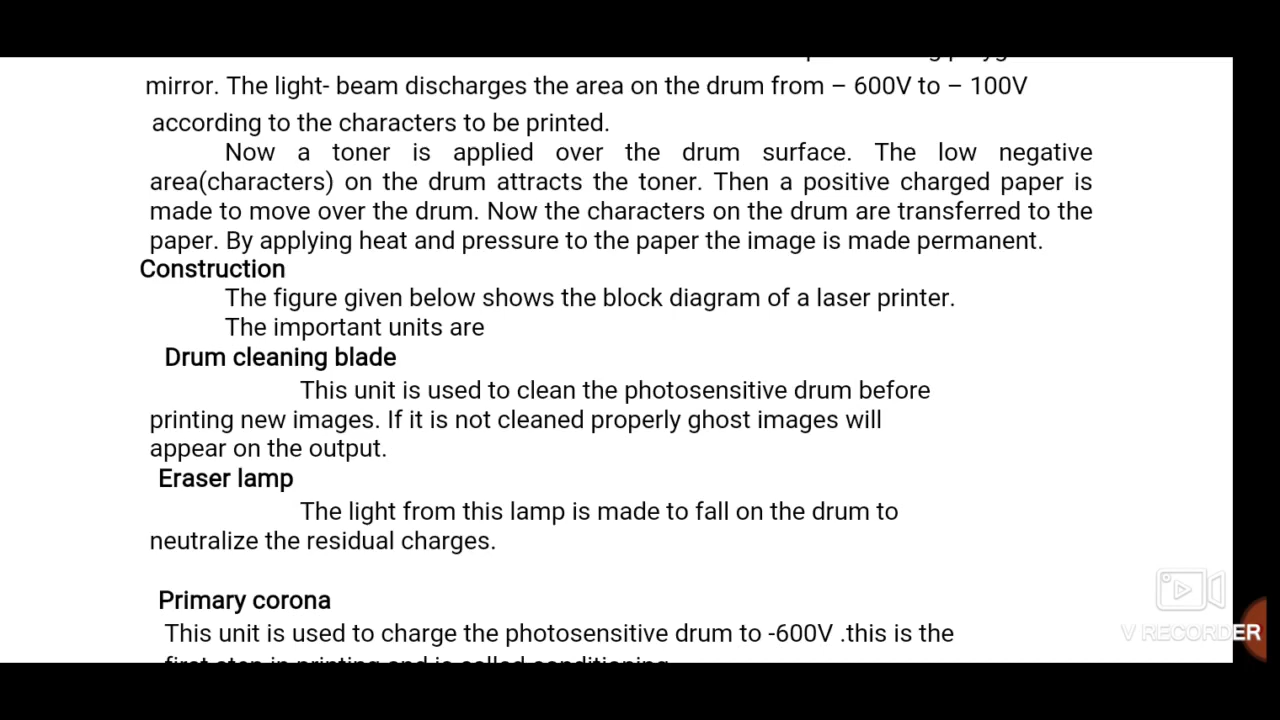 mirror. The light- beam discharges the area on the drum from – 600V to – 100V
according to the characters to be printed.
Now a toner is applied over the drum surface. The low negative
area(characters) on the drum attracts the toner. Then a positive charged paper is
made to move over the drum. Now the characters on the drum are transferred to the
paper. By applying heat and pressure to the paper the image is made permanent.
Construction
The figure given below shows the block diagram of a laser printer.
The important units are
Drum cleaning blade
This unit is used to clean the photosensitive drum before
printing new images. If it is not cleaned properly ghost images will
appear on the output.
Eraser lamp
The light from this lamp is made to fall on the drum to
neutralize the residual charges.
Primary corona
This unit is used to charge the photosensitive drum to -600V .this is the
first step in printing and is called conditioning
V RECORDER